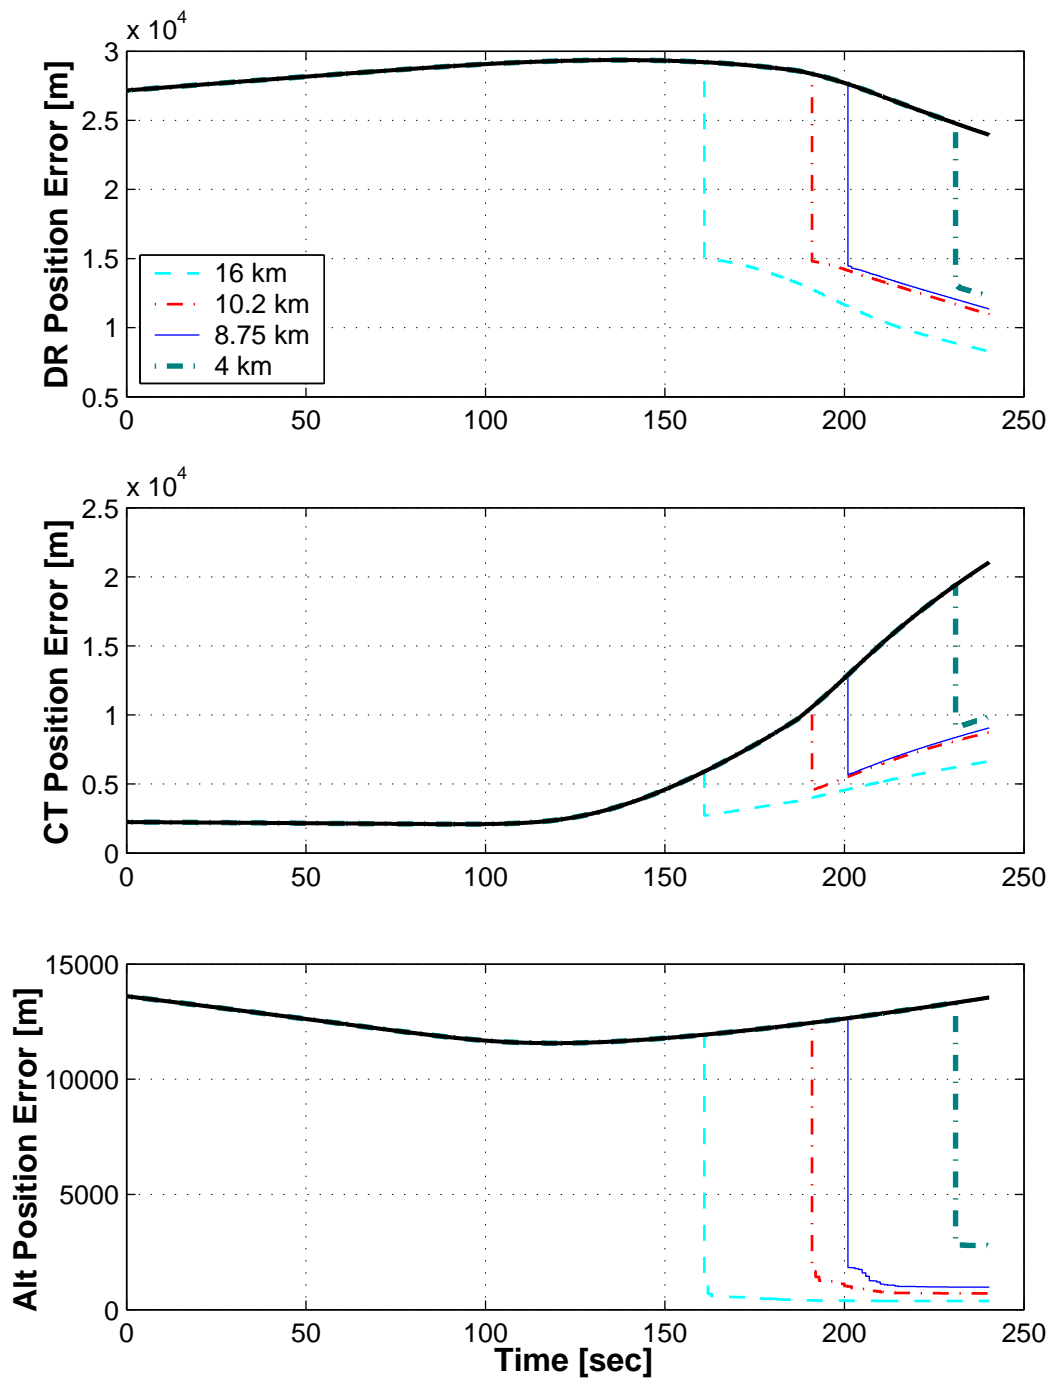 x 10^4
3
2.5
2
1.5
1
0.5
DR Position Error [m]
16 km
10.2 km
8.75 km
4 km
0 50 100 150 200 250
x 10^4
2.5
2
1.5
1
0.5
0
CT Position Error [m]
0 50 100 150 200 250
15000
10000
5000
0
Alt Position Error [m]
0 50 100 150 200 250
Time [sec]